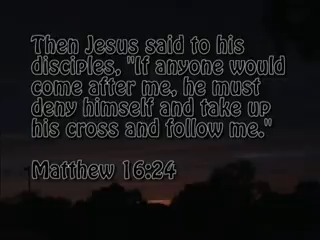 Then Jesus said to his
disciples, "If anyone would
come after me, he must
deny himself and take up
his cross and follow me."
Matthew 16:24